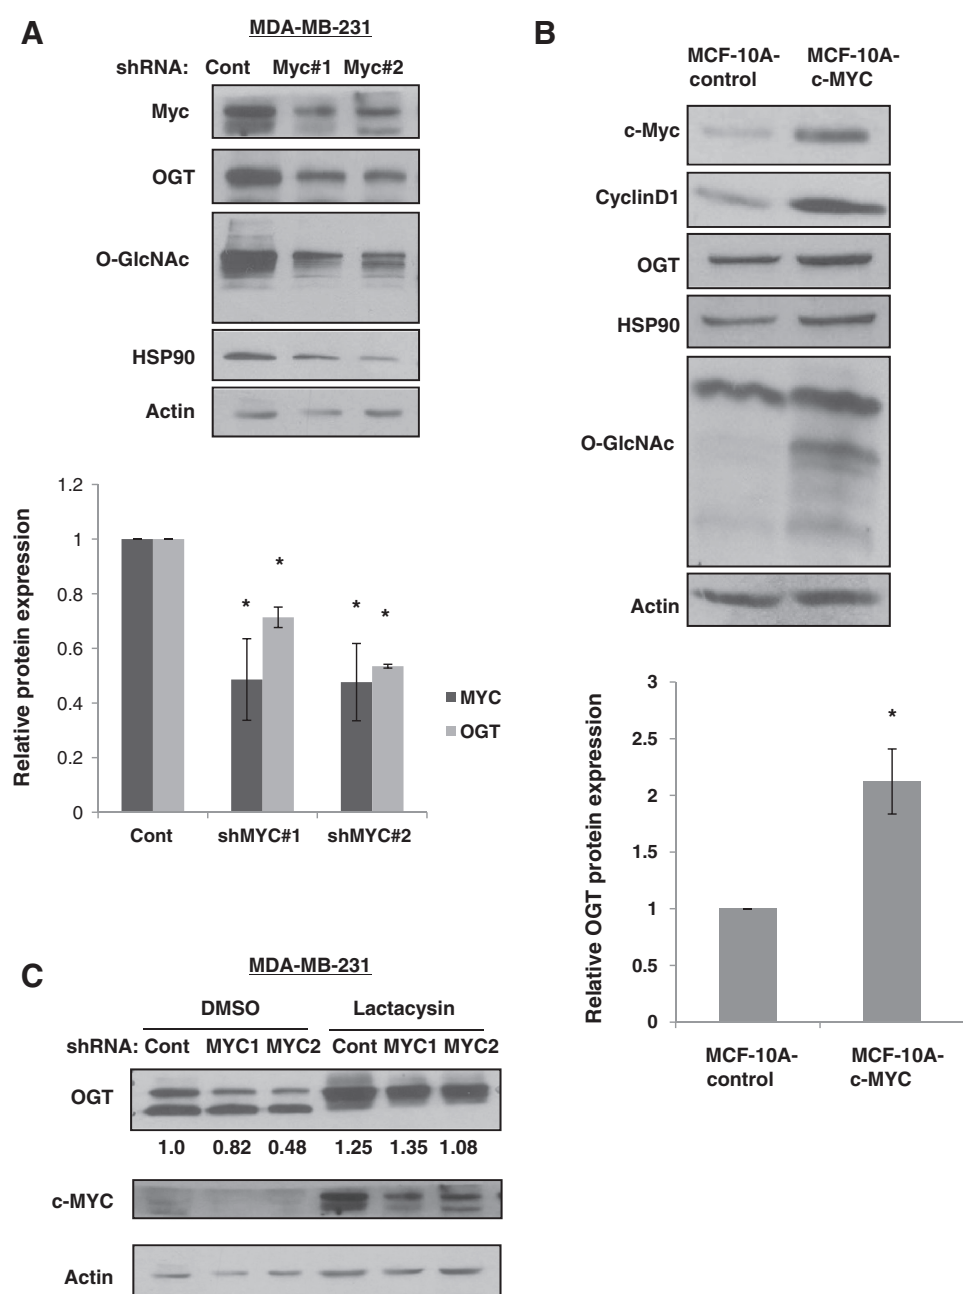 A
MDA-MB-231
shRNA: Cont Myc#1 Myc#2
Myc
OGT
O-GlcNAc
HSP90
Actin
1.2
1
0.8
0.6
0.4
0.2
0
Relative protein expression
MYC
OGT
* * * *
Cont shMYC#1 shMYC#2
B
MCF-10A-control
MCF-10A-c-MYC
c-Myc
CyclinD1
OGT
HSP90
O-GlcNAc
Actin
3
2.5
2
1.5
1
0.5
0
Relative OGT protein expression
*
MCF-10A-control
MCF-10A-c-MYC
C
MDA-MB-231
DMSO Lactacysin
shRNA: Cont MYC1 MYC2 Cont MYC1 MYC2
OGT
1.0 0.82 0.48 1.25 1.35 1.08
c-MYC
Actin